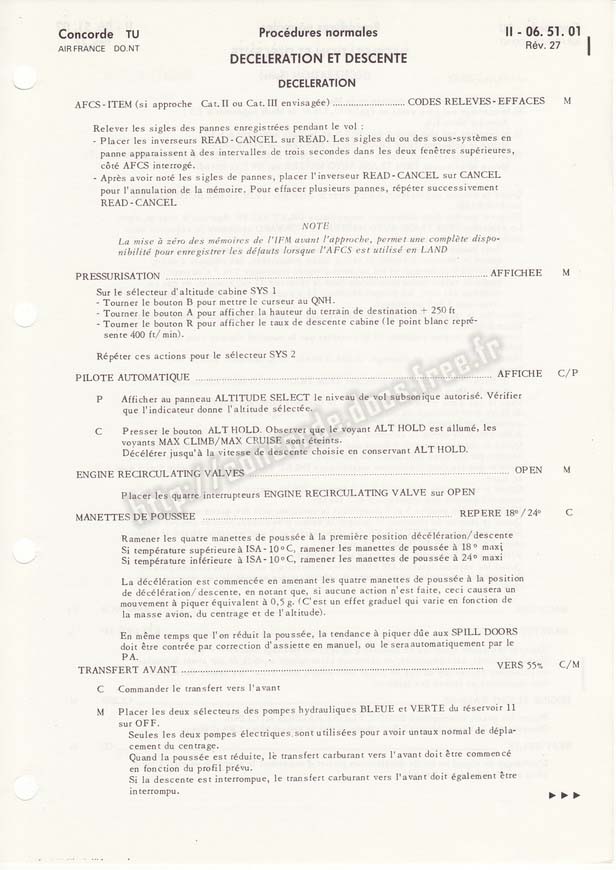 Concorde TU
AIR FRANCE DO.NT
Procédures normales
II - 06. 51. 01
Rév. 27
DECELERATION ET DESCENTE
DECELERATION
AFCS-ITEM (si approche Cat. II ou Cat. III envisagée) ........................... CODES RELEVES-EFFACES M
Relever les sigles des pannes enregistrées pendant le vol :
- Placer les inverseurs READ-CANCEL sur READ. Les sigles du ou des sous-systèmes en
panne apparaissent à des intervalles de trois secondes dans les deux fenêtres supérieures,
côté AFCS interrogé.
- Après avoir noté les sigles de pannes, placer l'inverseur READ-CANCEL sur CANCEL
pour l'annulation de la mémoire. Pour effacer plusieurs pannes, répéter successivement
READ-CANCEL
NOTE
La mise à zéro des mémoires de l'IFM avant l'approche, permet une complète dispo-
nibilité pour enregistrer les défauts lorsque l'AFCS est utilisé en LAND
PRESSURISATION ........................................................................ AFFICHEE M
Sur le sélecteur d'altitude cabine SYS 1
- Tourner le bouton B pour mettre le curseur au QNH.
- Tourner le bouton A pour afficher la hauteur du terrain de destination + 250 ft
- Tourner le bouton R pour afficher le taux de descente cabine (le point blanc repré-
sente 400 ft/min).
Répéter ces actions pour le sélecteur SYS 2
PILOTE AUTOMATIQUE ........................................................................ AFFICHE C/P
P Afficher au panneau ALTITUDE SELECT le niveau de vol subsonique autorisé. Vérifier
que l'indicateur donne l'altitude sélectée.
C Presser le bouton ALT HOLD. Observer que le voyant ALT HOLD est allumé, les
voyants MAX CLIMB/MAX CRUISE sont éteints.
Décélérer jusqu'à la vitesse de descente choisie en conservant ALT HOLD.
ENGINE RECIRCULATING VALVES ............................................................ OPEN M
Placer les quatre interrupteurs ENGINE RECIRCULATING VALVE sur OPEN
MANETTES DE POUSSEE ............................................................ REPERE 18°/24° C
Ramener les quatre manettes de poussée à la première position décélération/descente
Si température supérieure à ISA-10°C, ramener les manettes de poussée à 18° maxi
Si température inférieure à ISA-10°C, ramener les manettes de poussée à 24° maxi
La décélération est commencée en amenant les quatre manettes de poussée à la position
de décélération/descente, en notant que, si aucune action n'est faite, ceci causera un
mouvement à piquer équivalent à 0,5 g. (C'est un effet graduel qui varie en fonction de
la masse avion, du centrage et de l'altitude).
En même temps que l'on réduit la poussée, la tendance à piquer dûe aux SPILL DOORS
doit être contrée par correction d'assiette en manuel, ou le sera automatiquement par le
PA.
TRANSFERT AVANT ........................................................................ VERS 55% C/M
C Commander le transfert vers l'avant
M Placer les deux sélecteurs des pompes hydrauliques BLEUE et VERTE du réservoir 11
sur OFF.
Seules les deux pompes électriques sont utilisées pour avoir un taux normal de dépla-
cement du centrage.
Quand la poussée est réduite, le transfert carburant vers l'avant doit être commencé
en fonction du profil prévu.
Si la descente est interrompue, le transfert carburant vers l'avant doit également être
interrompu.
►►►
http://concorde.docs.free.fr